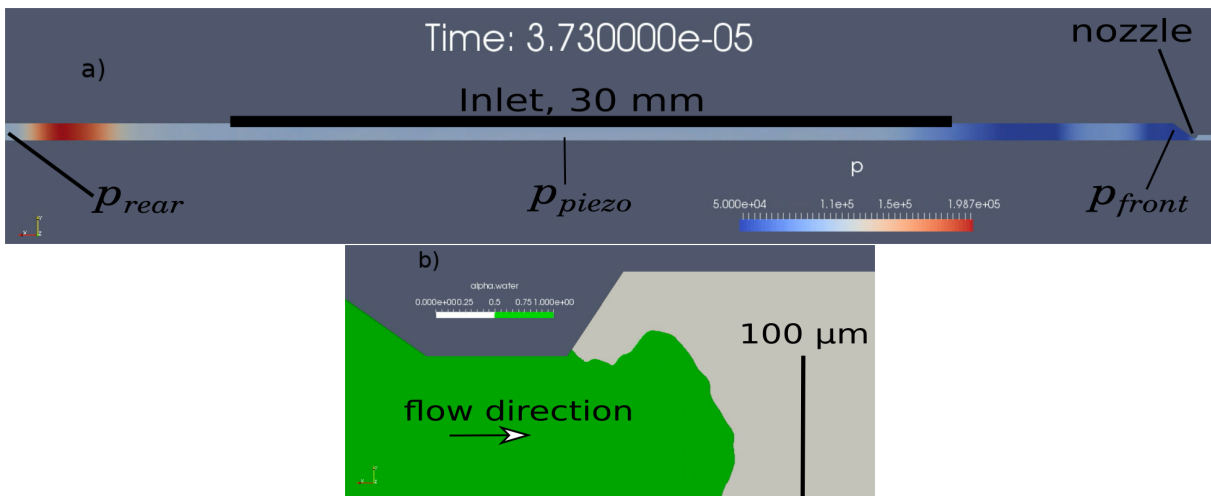 Time: 3.730000e-05
nozzle
a)
Inlet, 30 mm
p
p_rear
p_piezo
p_front
5.000e+04 1.1e+5 1.5e+5 1.987e+05
b)
alpha.water
0.000e+00 0.25 0.5 0.75 1.000e+00
100 µm
flow direction